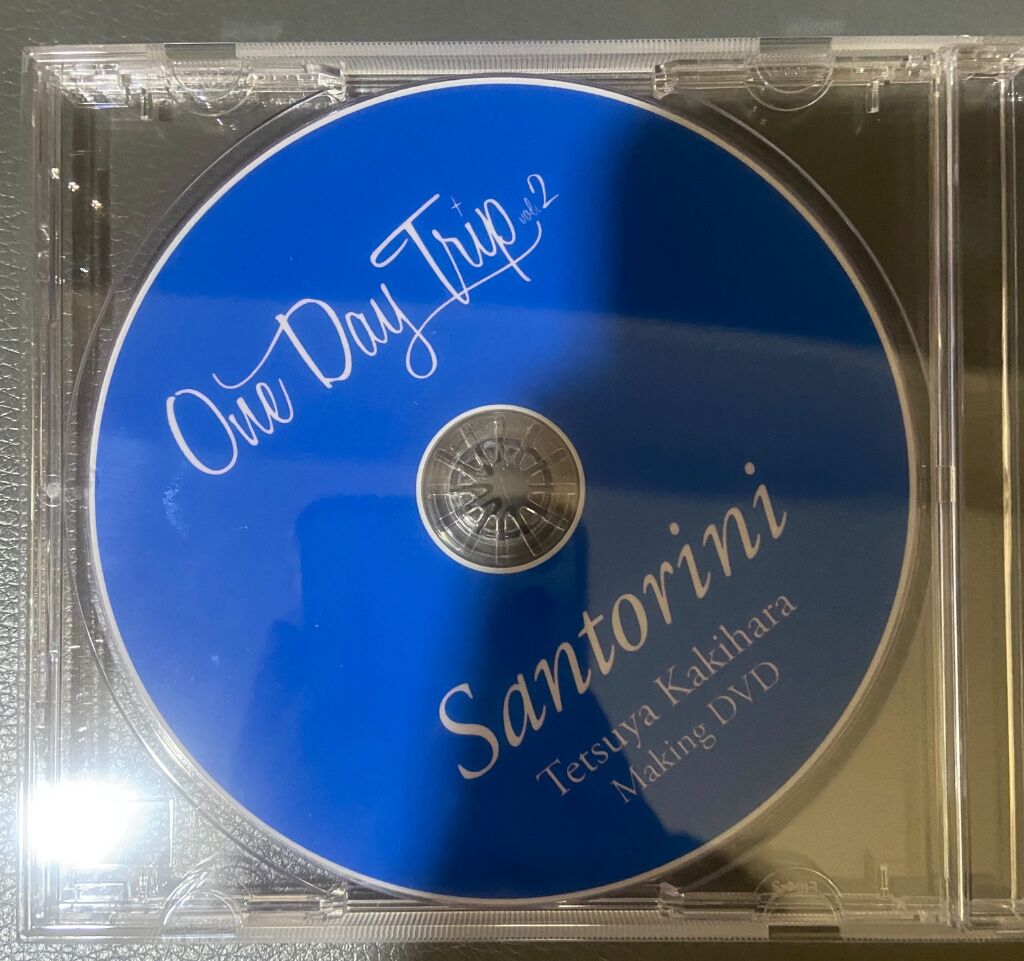 One Day Trip vol.2
Santorini
Tetsuya Kakihara
Making DVD